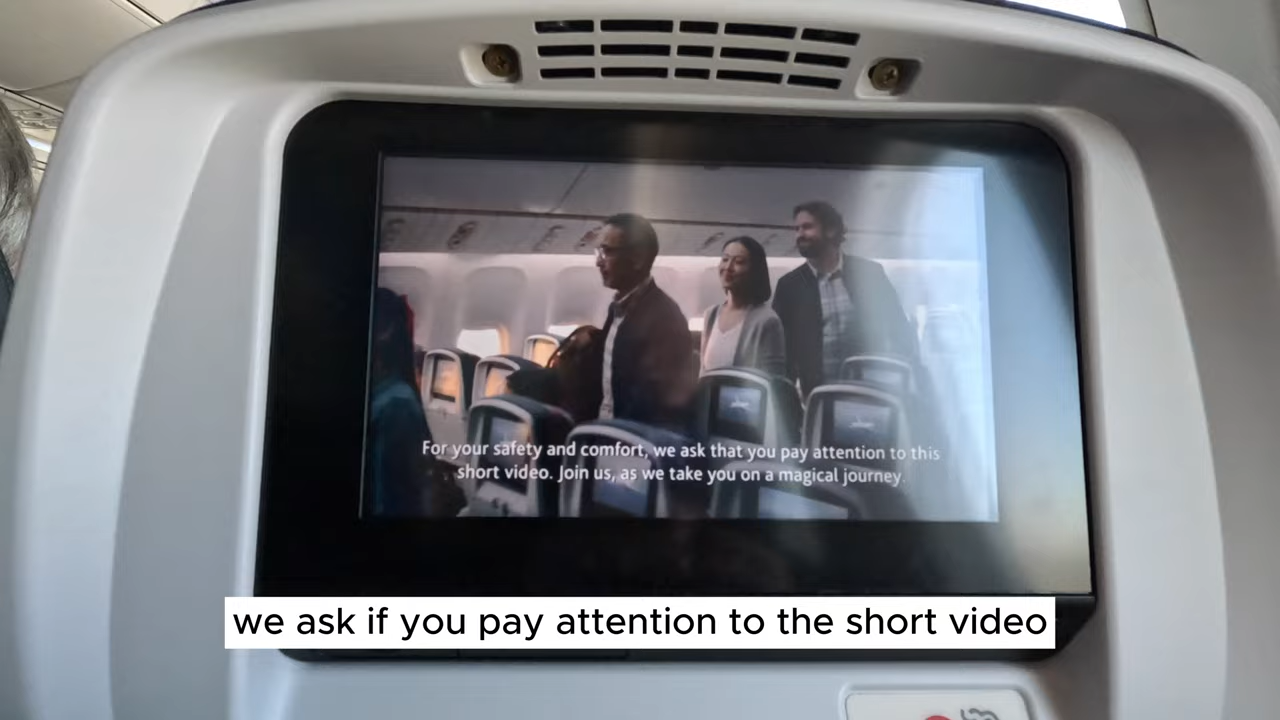 For your safety and comfort, we ask that you pay attention to this
short video. Join us, as we take you on a magical journey.
we ask if you pay attention to the short video